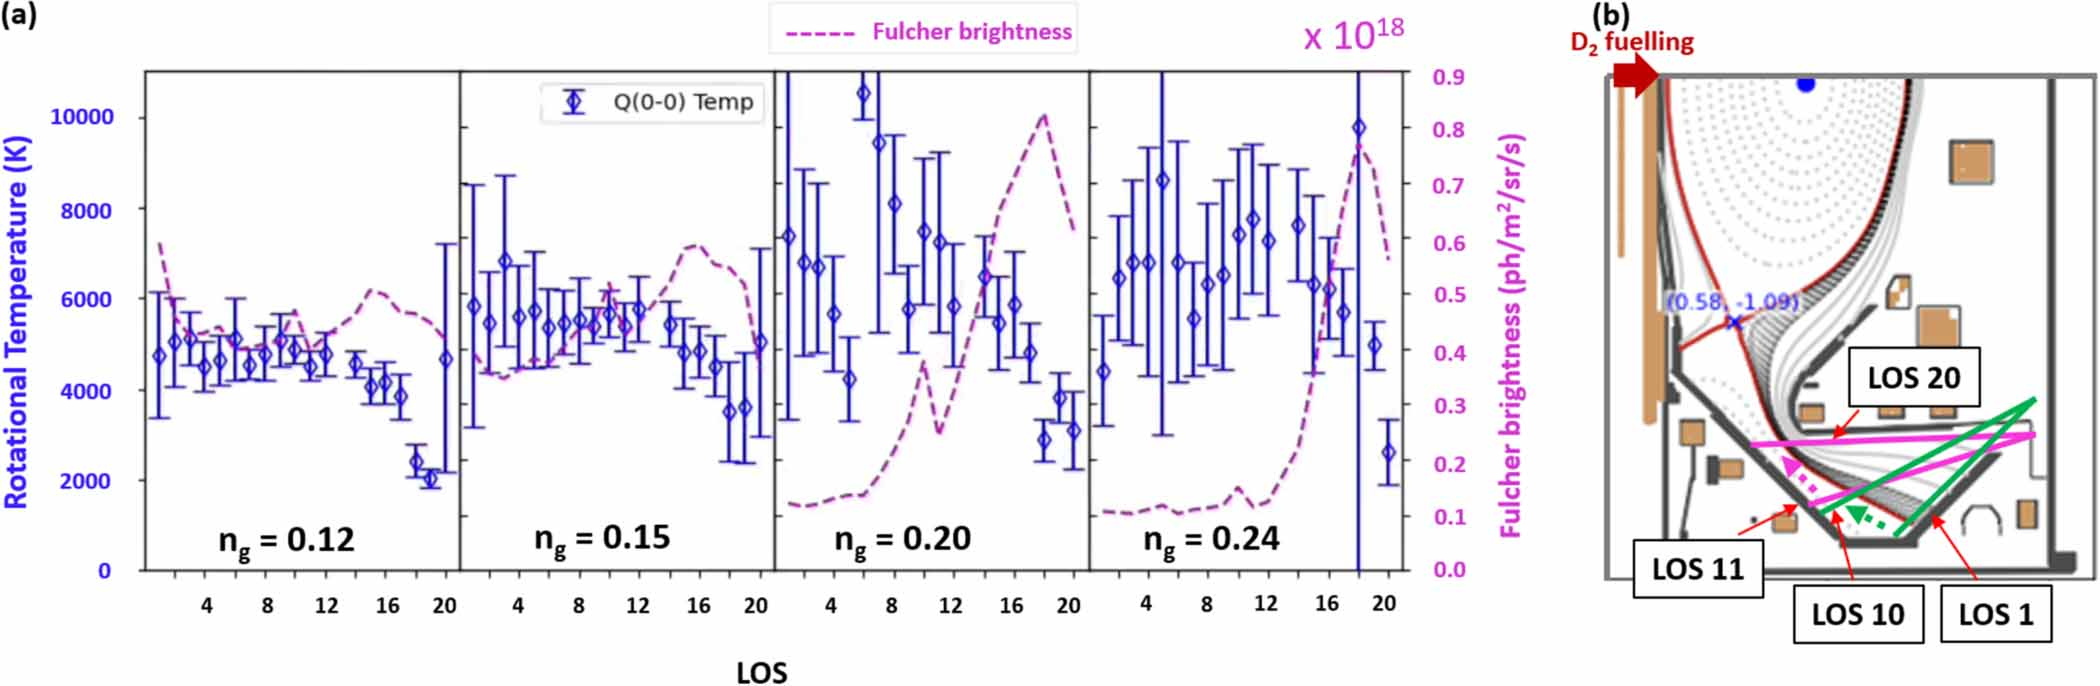 (a)
Fulcher brightness
x 10^18
Q(0-0) Temp
Rotational Temperature (K)
10000
8000
6000
4000
2000
0
n_g = 0.12
n_g = 0.15
n_g = 0.20
n_g = 0.24
4 8 12 16 20
4 8 12 16 20
4 8 12 16 20
4 8 12 16 20
LOS
0.9
0.8
0.7
0.6
0.5
0.4
0.3
0.2
0.1
0.0
Fulcher brightness (ph/m²/sr/s)
(b)
D₂ fuelling
(0.58, -1.09)
LOS 20
LOS 11
LOS 10
LOS 1